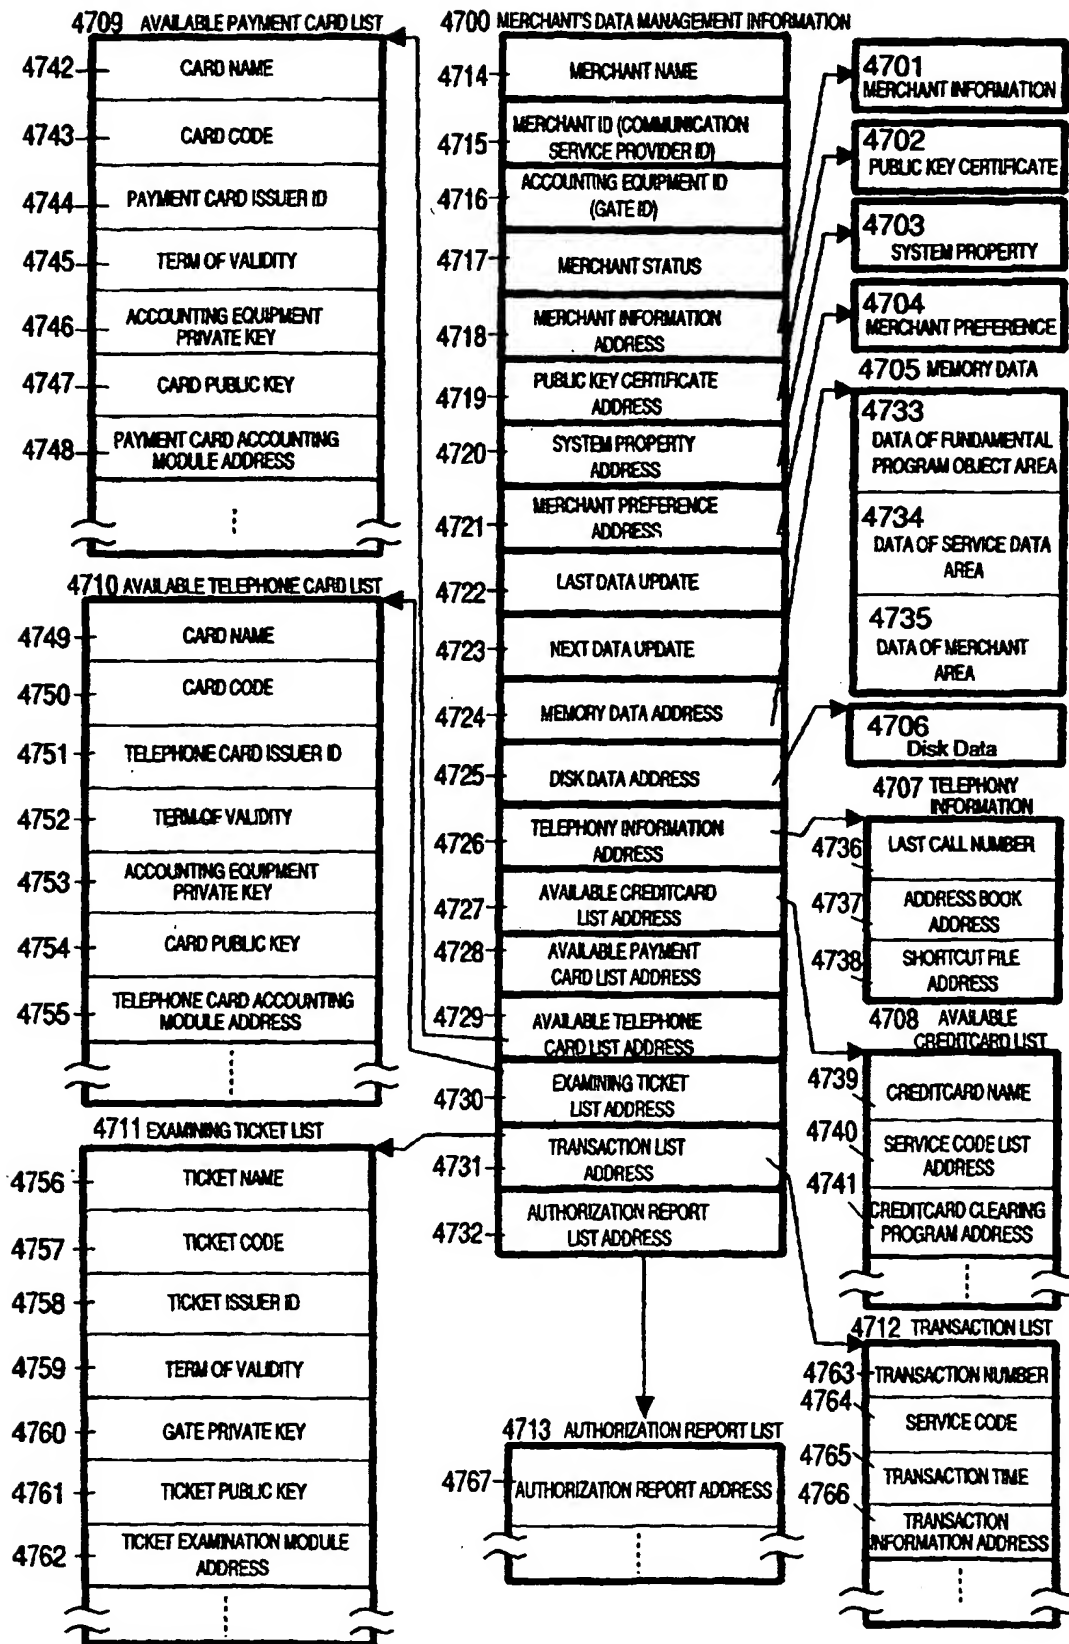 4709 AVAILABLE PAYMENT CARD LIST
4742 CARD NAME
4743 CARD CODE
4744 PAYMENT CARD ISSUER ID
4745 TERM OF VALIDITY
4746 ACCOUNTING EQUIPMENT
PRIVATE KEY
4747 CARD PUBLIC KEY
4748 PAYMENT CARD ACCOUNTING
MODULE ADDRESS
4710 AVAILABLE TELEPHONE CARD LIST
4749 CARD NAME
4750 CARD CODE
4751 TELEPHONE CARD ISSUER ID
4752 TERM OF VALIDITY
4753 ACCOUNTING EQUIPMENT
PRIVATE KEY
4754 CARD PUBLIC KEY
4755 TELEPHONE CARD ACCOUNTING
MODULE ADDRESS
4711 EXAMINING TICKET LIST
4756 TICKET NAME
4757 TICKET CODE
4758 TICKET ISSUER ID
4759 TERM OF VALIDITY
4760 GATE PRIVATE KEY
4761 TICKET PUBLIC KEY
4762 TICKET EXAMINATION MODULE
ADDRESS
4700 MERCHANT'S DATA MANAGEMENT INFORMATION
4714 MERCHANT NAME
4715 MERCHANT ID (COMMUNICATION
SERVICE PROVIDER ID)
4716 ACCOUNTING EQUIPMENT ID
(GATE ID)
4717 MERCHANT STATUS
4718 MERCHANT INFORMATION
ADDRESS
4719 PUBLIC KEY CERTIFICATE
ADDRESS
4720 SYSTEM PROPERTY
ADDRESS
4721 MERCHANT PREFERENCE
ADDRESS
4722 LAST DATA UPDATE
4723 NEXT DATA UPDATE
4724 MEMORY DATA ADDRESS
4725 DISK DATA ADDRESS
4726 TELEPHONY INFORMATION
ADDRESS
4727 AVAILABLE CREDITCARD
LIST ADDRESS
4728 AVAILABLE PAYMENT
CARD LIST ADDRESS
4729 AVAILABLE TELEPHONE
CARD LIST ADDRESS
4730 EXAMINING TICKET
LIST ADDRESS
4731 TRANSACTION LIST
ADDRESS
4732 AUTHORIZATION REPORT
LIST ADDRESS
4713 AUTHORIZATION REPORT LIST
4767 AUTHORIZATION REPORT ADDRESS
4701
MERCHANT INFORMATION
4702
PUBLIC KEY CERTIFICATE
4703
SYSTEM PROPERTY
4704
MERCHANT PREFERENCE
4705 MEMORY DATA
4733
DATA OF FUNDAMENTAL
PROGRAM OBJECT AREA
4734
DATA OF SERVICE DATA
AREA
4735
DATA OF MERCHANT
AREA
4706
Disk Data
4707 TELEPHONY
INFORMATION
4736 LAST CALL NUMBER
4737 ADDRESS BOOK
ADDRESS
4738 SHORTCUT FILE
ADDRESS
4708 AVAILABLE
CREDITCARD LIST
4739 CREDITCARD NAME
4740 SERVICE CODE LIST
ADDRESS
4741 CREDITCARD CLEARING
PROGRAM ADDRESS
4712 TRANSACTION LIST
4763 TRANSACTION NUMBER
4764 SERVICE CODE
4765 TRANSACTION TIME
4766 TRANSACTION
INFORMATION ADDRESS